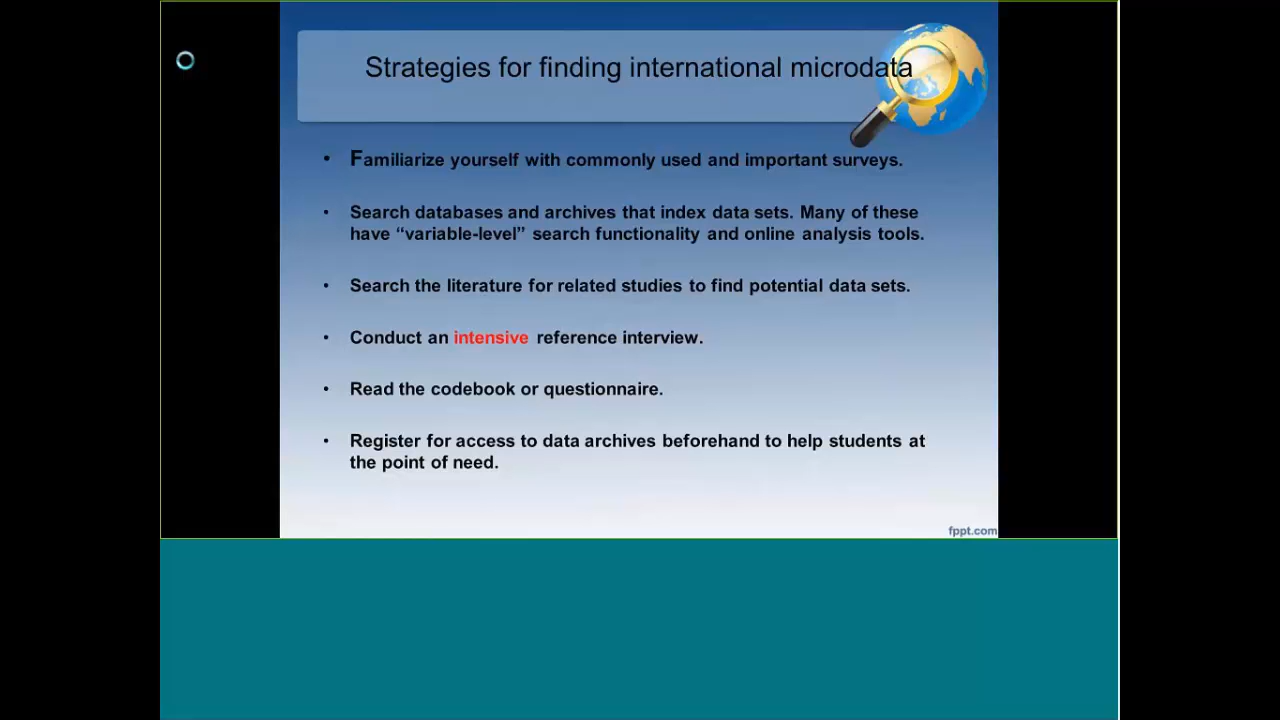 Strategies for finding international microdata
• Familiarize yourself with commonly used and important surveys.
• Search databases and archives that index data sets. Many of these
have “variable-level” search functionality and online analysis tools.
• Search the literature for related studies to find potential data sets.
• Conduct an intensive reference interview.
• Read the codebook or questionnaire.
• Register for access to data archives beforehand to help students at
the point of need.
fppt.com